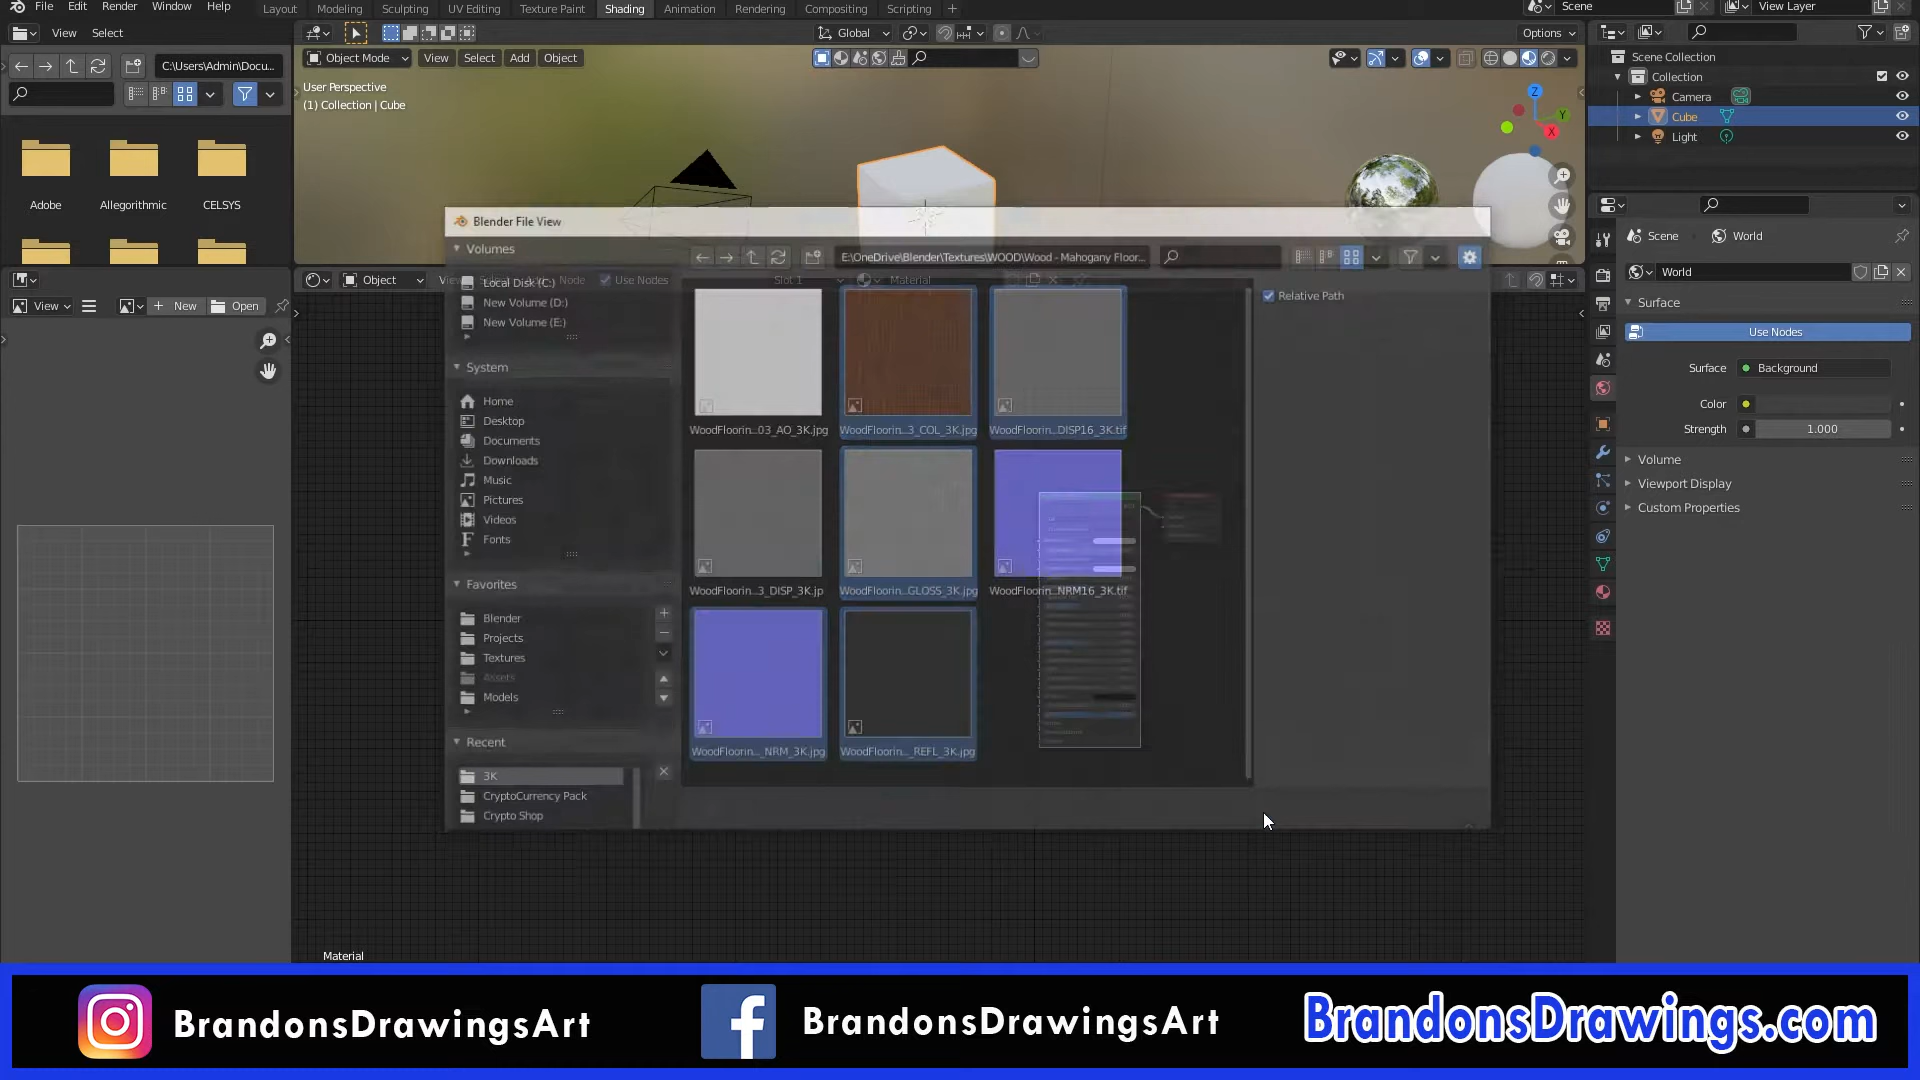 File Edit Render Window Help
Layout Modeling Sculpting UV Editing Texture Paint Shading Animation Rendering Compositing Scripting +
Scene View Layer
View Select
Global
Options
C:\Users\Admin\Docu...
Object Mode View Select Add Object
User Perspective
(1) Collection | Cube
Z
Y
X
Adobe Allegorithmic CELSYS
Scene Collection
Collection
Camera
Cube
Light
Scene World
World
Surface
Use Nodes
Surface Background
Color
Strength 1.000
Volume
Viewport Display
Custom Properties
Object Use Nodes Slot 1 Material
View + New Open
Blender File View
Volumes
Local Disk (C:)
New Volume (D:)
New Volume (E:)
System
Home
Desktop
Documents
Downloads
Music
Pictures
Videos
Fonts
Favorites
Blender
Projects
Textures
Assets
Models
Recent
3K
CryptoCurrency Pack
Crypto Shop
E:\OneDrive\Blender\Textures\WOOD\Wood - Mahogany Floor...
Relative Path
WoodFloorin...03_AO_3K.jpg WoodFloorin...3_COL_3K.jpg WoodFloorin...DISP16_3K.tif
WoodFloorin...3_DISP_3K.jp WoodFloorin...GLOSS_3K.jpg WoodFloorin...NRM16_3K.tif
WoodFloorin..._NRM_3K.jpg WoodFloorin..._REFL_3K.jpg
Material
BrandonsDrawingsArt BrandonsDrawingsArt BrandonsDrawings.com